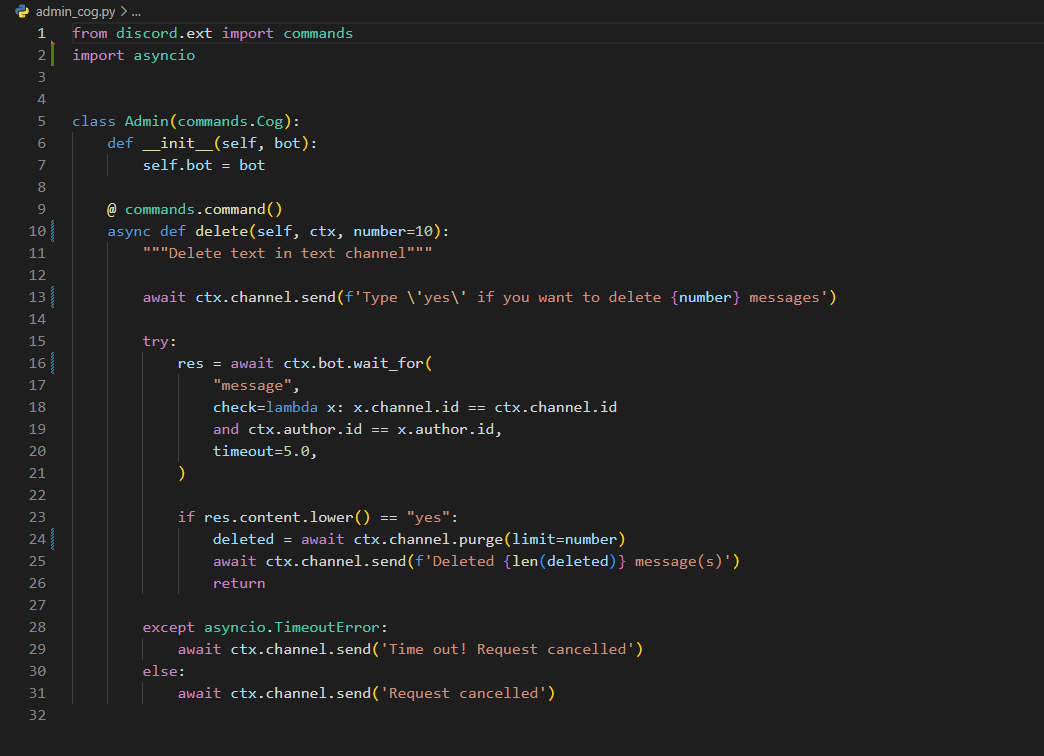 admin_cog.py > ...
1 from discord.ext import commands
2 import asyncio
3
4
5 class Admin(commands.Cog):
6     def __init__(self, bot):
7         self.bot = bot
8
9     @ commands.command()
10     async def delete(self, ctx, number=10):
11         """Delete text in text channel"""
12
13         await ctx.channel.send(f'Type \'yes\' if you want to delete {number} messages')
14
15         try:
16             res = await ctx.bot.wait_for(
17                 "message",
18                 check=lambda x: x.channel.id == ctx.channel.id
19                 and ctx.author.id == x.author.id,
20                 timeout=5.0,
21             )
22
23             if res.content.lower() == "yes":
24                 deleted = await ctx.channel.purge(limit=number)
25                 await ctx.channel.send(f'Deleted {len(deleted)} message(s)')
26                 return
27
28         except asyncio.TimeoutError:
29             await ctx.channel.send('Time out! Request cancelled')
30         else:
31             await ctx.channel.send('Request cancelled')
32